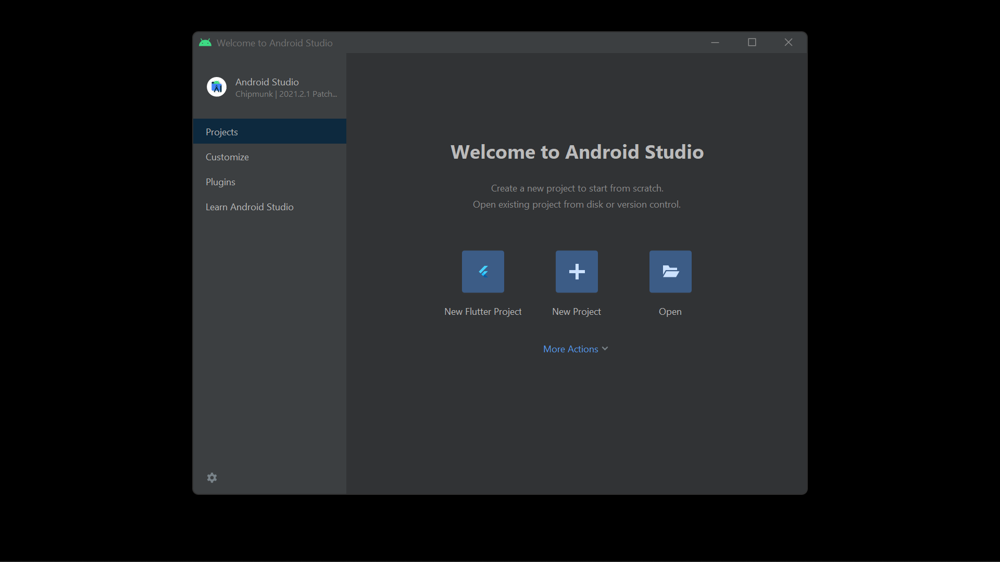 Welcome to Android Studio
Android Studio
Chipmunk | 2021.2.1 Patch...
Projects
Customize
Plugins
Learn Android Studio
Welcome to Android Studio
Create a new project to start from scratch.
Open existing project from disk or version control.
New Flutter Project
New Project
Open
More Actions